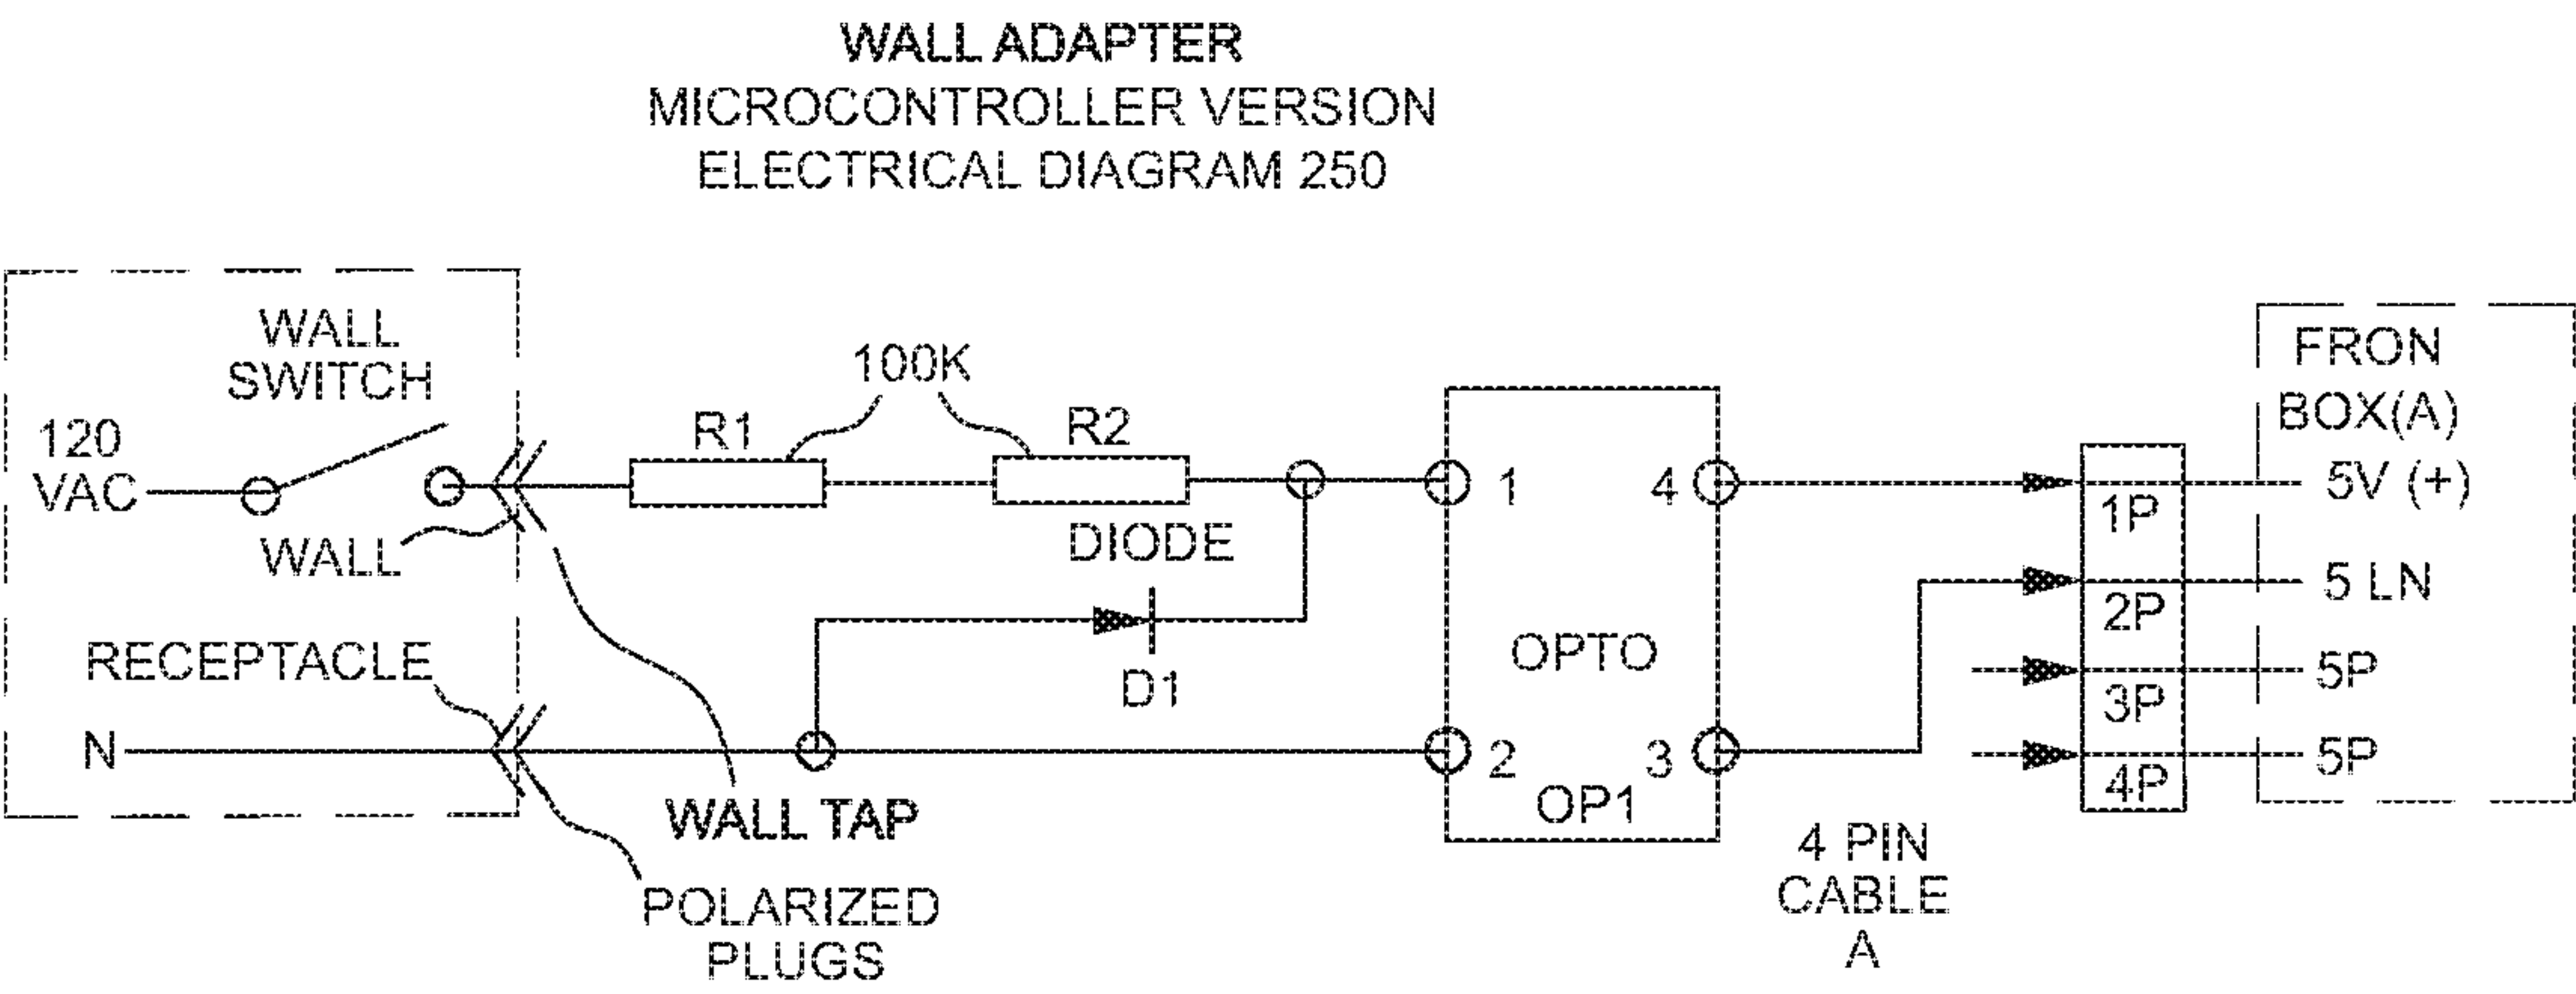 WALL ADAPTER
MICROCONTROLLER VERSION
ELECTRICAL DIAGRAM 250
WALL
SWITCH
120
VAC
WALL
RECEPTACLE
N
100K
R1
R2
DIODE
D1
WALL TAP
POLARIZED
PLUGS
1
4
OPTO
2
3
OP1
4 PIN
CABLE
A
1P
2P
3P
4P
FRON
BOX(A)
5V (+)
5 LN
5P
5P